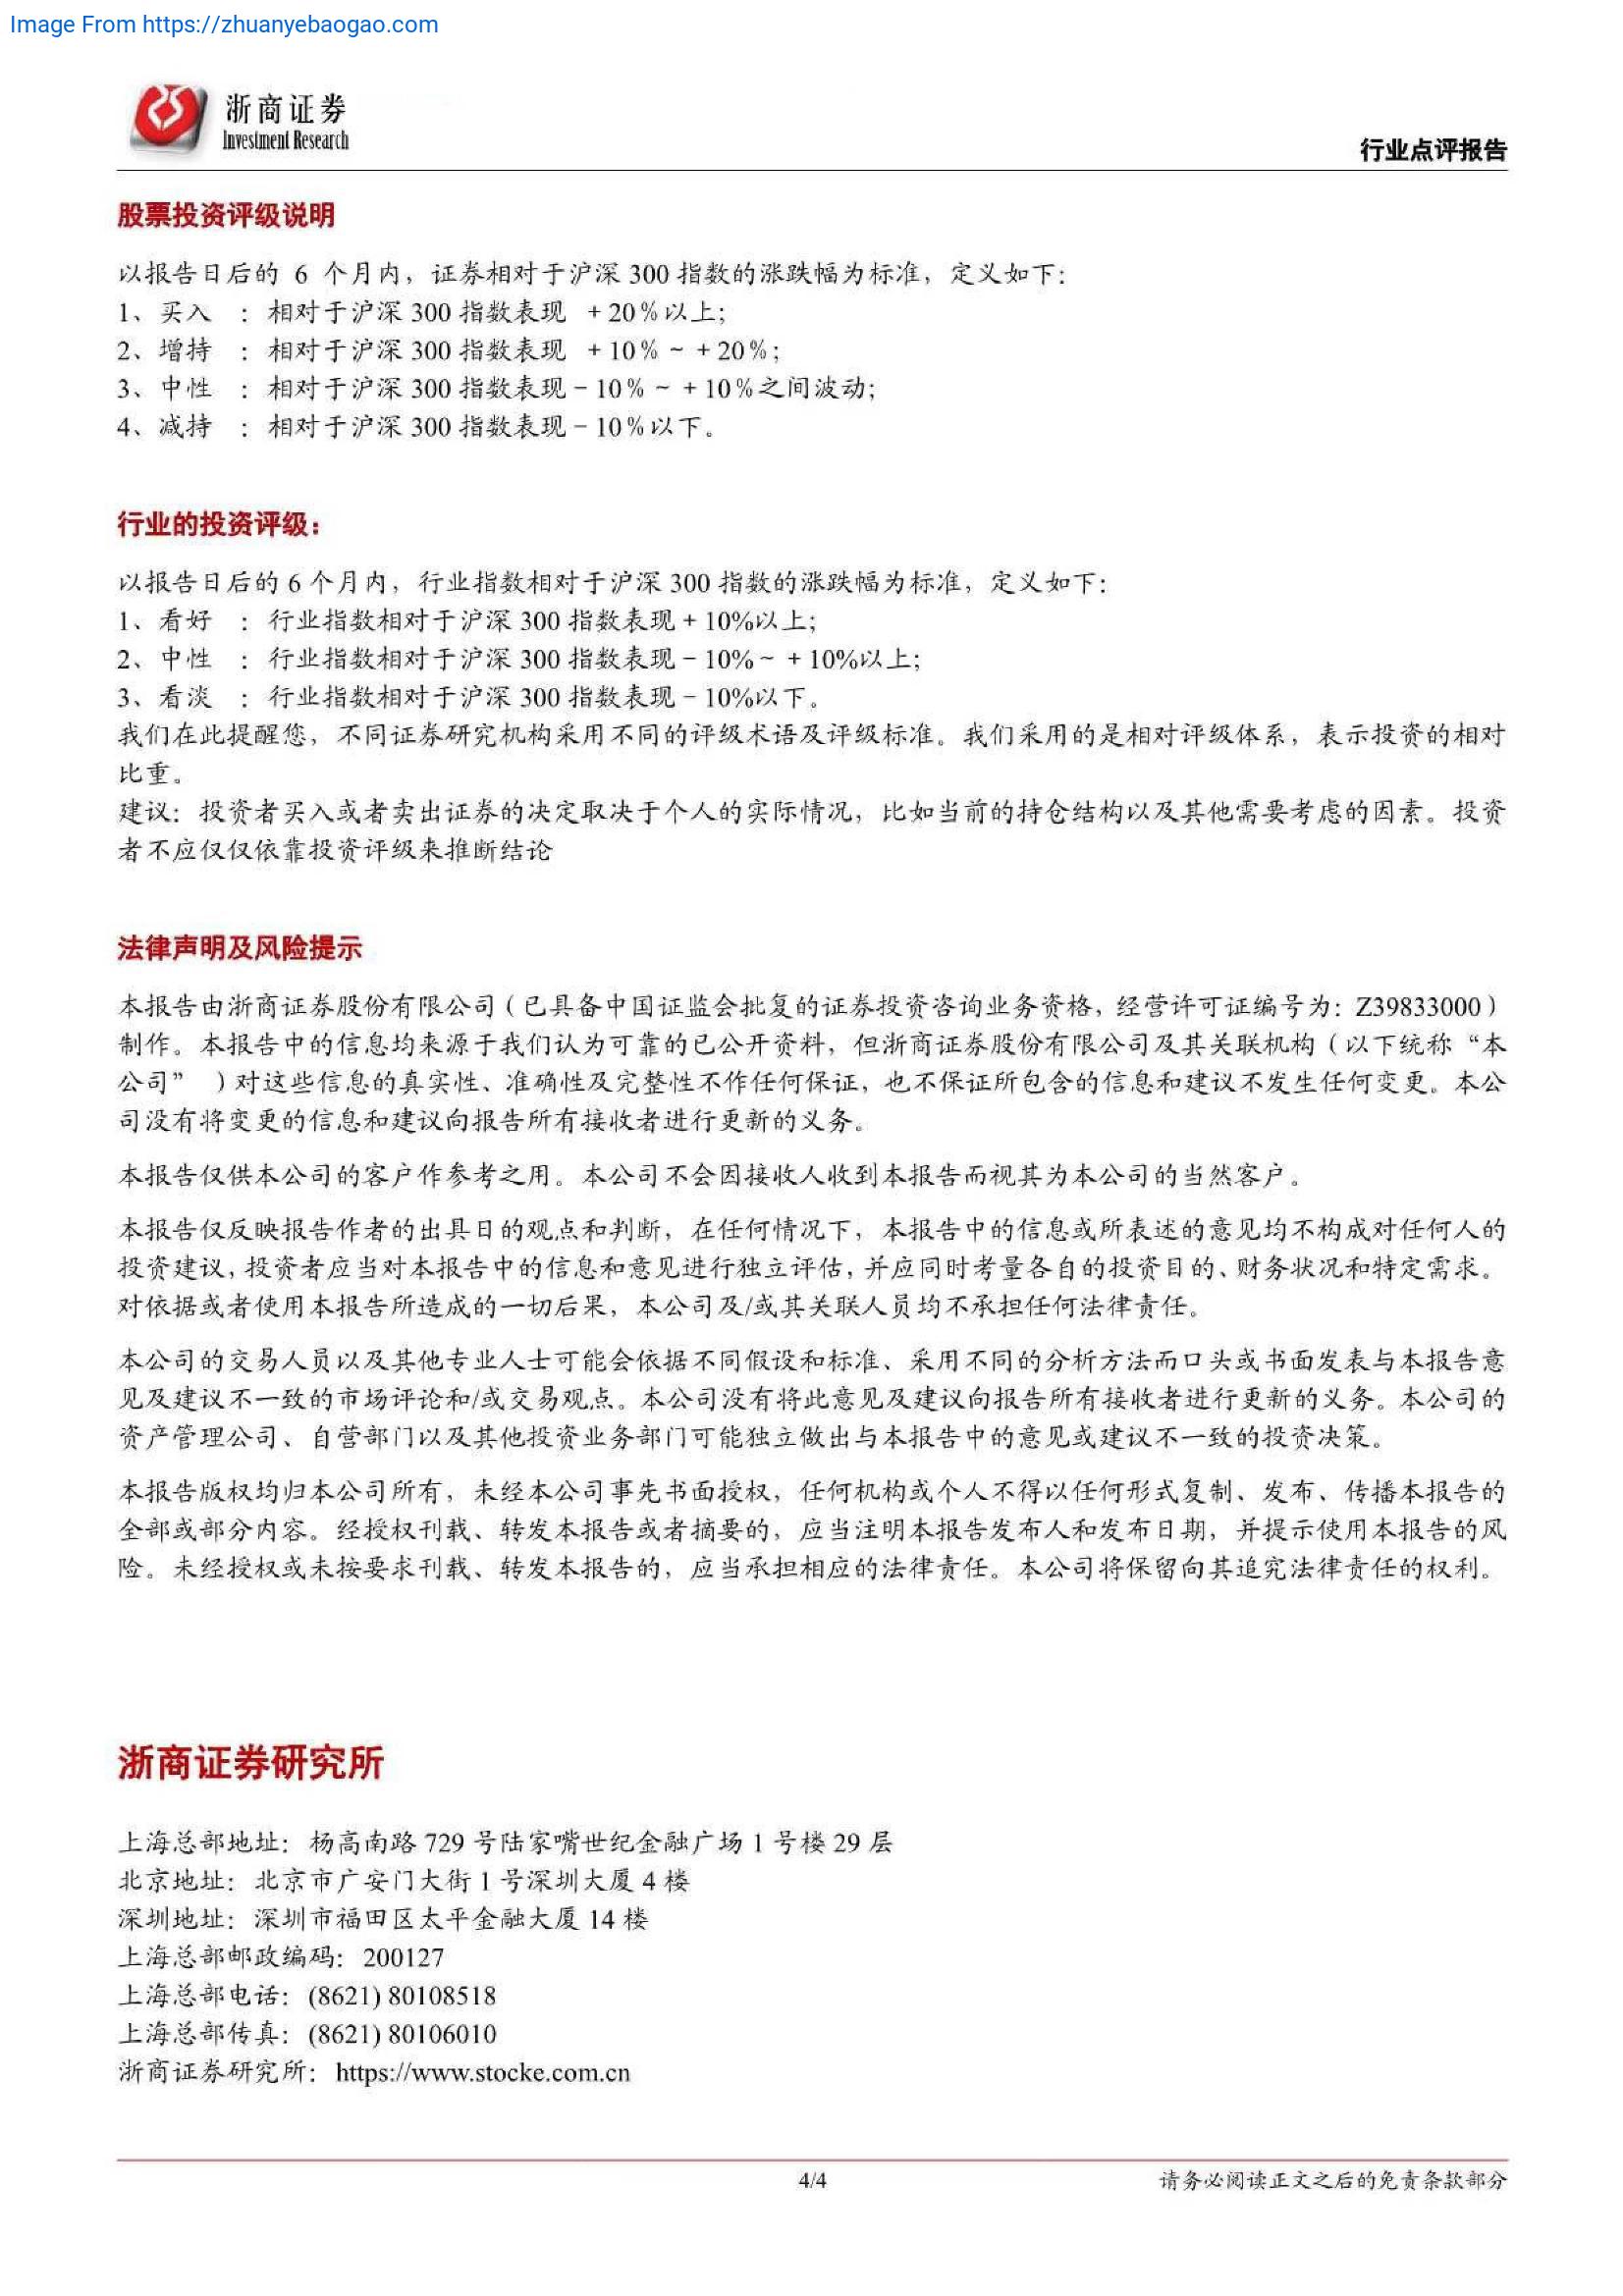 Image From https://zhuanyebaogao.com
浙商证券
Investment Research
行业点评报告
股票投资评级说明
以报告日后的 6 个月内，证券相对于沪深 300 指数的涨跌幅为标准，定义如下：
1、买入 ：相对于沪深 300 指数表现 ＋20％以上；
2、增持 ：相对于沪深 300 指数表现 ＋10％～＋20％；
3、中性 ：相对于沪深 300 指数表现－10％～＋10％之间波动；
4、减持 ：相对于沪深 300 指数表现－10％以下。
行业的投资评级：
以报告日后的 6 个月内，行业指数相对于沪深 300 指数的涨跌幅为标准，定义如下：
1、看好 ：行业指数相对于沪深 300 指数表现＋10%以上；
2、中性 ：行业指数相对于沪深 300 指数表现－10%～＋10%以上；
3、看淡 ：行业指数相对于沪深 300 指数表现－10%以下。
我们在此提醒您，不同证券研究机构采用不同的评级术语及评级标准。我们采用的是相对评级体系，表示投资的相对
比重。
建议：投资者买入或者卖出证券的决定取决于个人的实际情况，比如当前的持仓结构以及其他需要考虑的因素。投资
者不应仅仅依靠投资评级来推断结论
法律声明及风险提示
本报告由浙商证券股份有限公司（已具备中国证监会批复的证券投资咨询业务资格，经营许可证编号为：Z39833000）
制作。本报告中的信息均来源于我们认为可靠的已公开资料，但浙商证券股份有限公司及其关联机构（以下统称“本
公司” ）对这些信息的真实性、准确性及完整性不作任何保证，也不保证所包含的信息和建议不发生任何变更。本公
司没有将变更的信息和建议向报告所有接收者进行更新的义务。
本报告仅供本公司的客户作参考之用。本公司不会因接收人收到本报告而视其为本公司的当然客户。
本报告仅反映报告作者的出具日的观点和判断，在任何情况下，本报告中的信息或所表述的意见均不构成对任何人的
投资建议，投资者应当对本报告中的信息和意见进行独立评估，并应同时考量各自的投资目的、财务状况和特定需求。
对依据或者使用本报告所造成的一切后果，本公司及/或其关联人员均不承担任何法律责任。
本公司的交易人员以及其他专业人士可能会依据不同假设和标准、采用不同的分析方法而口头或书面发表与本报告意
见及建议不一致的市场评论和/或交易观点。本公司没有将此意见及建议向报告所有接收者进行更新的义务。本公司的
资产管理公司、自营部门以及其他投资业务部门可能独立做出与本报告中的意见或建议不一致的投资决策。
本报告版权均归本公司所有，未经本公司事先书面授权，任何机构或个人不得以任何形式复制、发布、传播本报告的
全部或部分内容。经授权刊载、转发本报告或者摘要的，应当注明本报告发布人和发布日期，并提示使用本报告的风
险。未经授权或未按要求刊载、转发本报告的，应当承担相应的法律责任。本公司将保留向其追究法律责任的权利。
浙商证券研究所
上海总部地址：杨高南路 729 号陆家嘴世纪金融广场 1 号楼 29 层
北京地址：北京市广安门大街 1 号深圳大厦 4 楼
深圳地址：深圳市福田区太平金融大厦 14 楼
上海总部邮政编码：200127
上海总部电话：(8621) 80108518
上海总部传真：(8621) 80106010
浙商证券研究所：https://www.stocke.com.cn
4/4
请务必阅读正文之后的免责条款部分